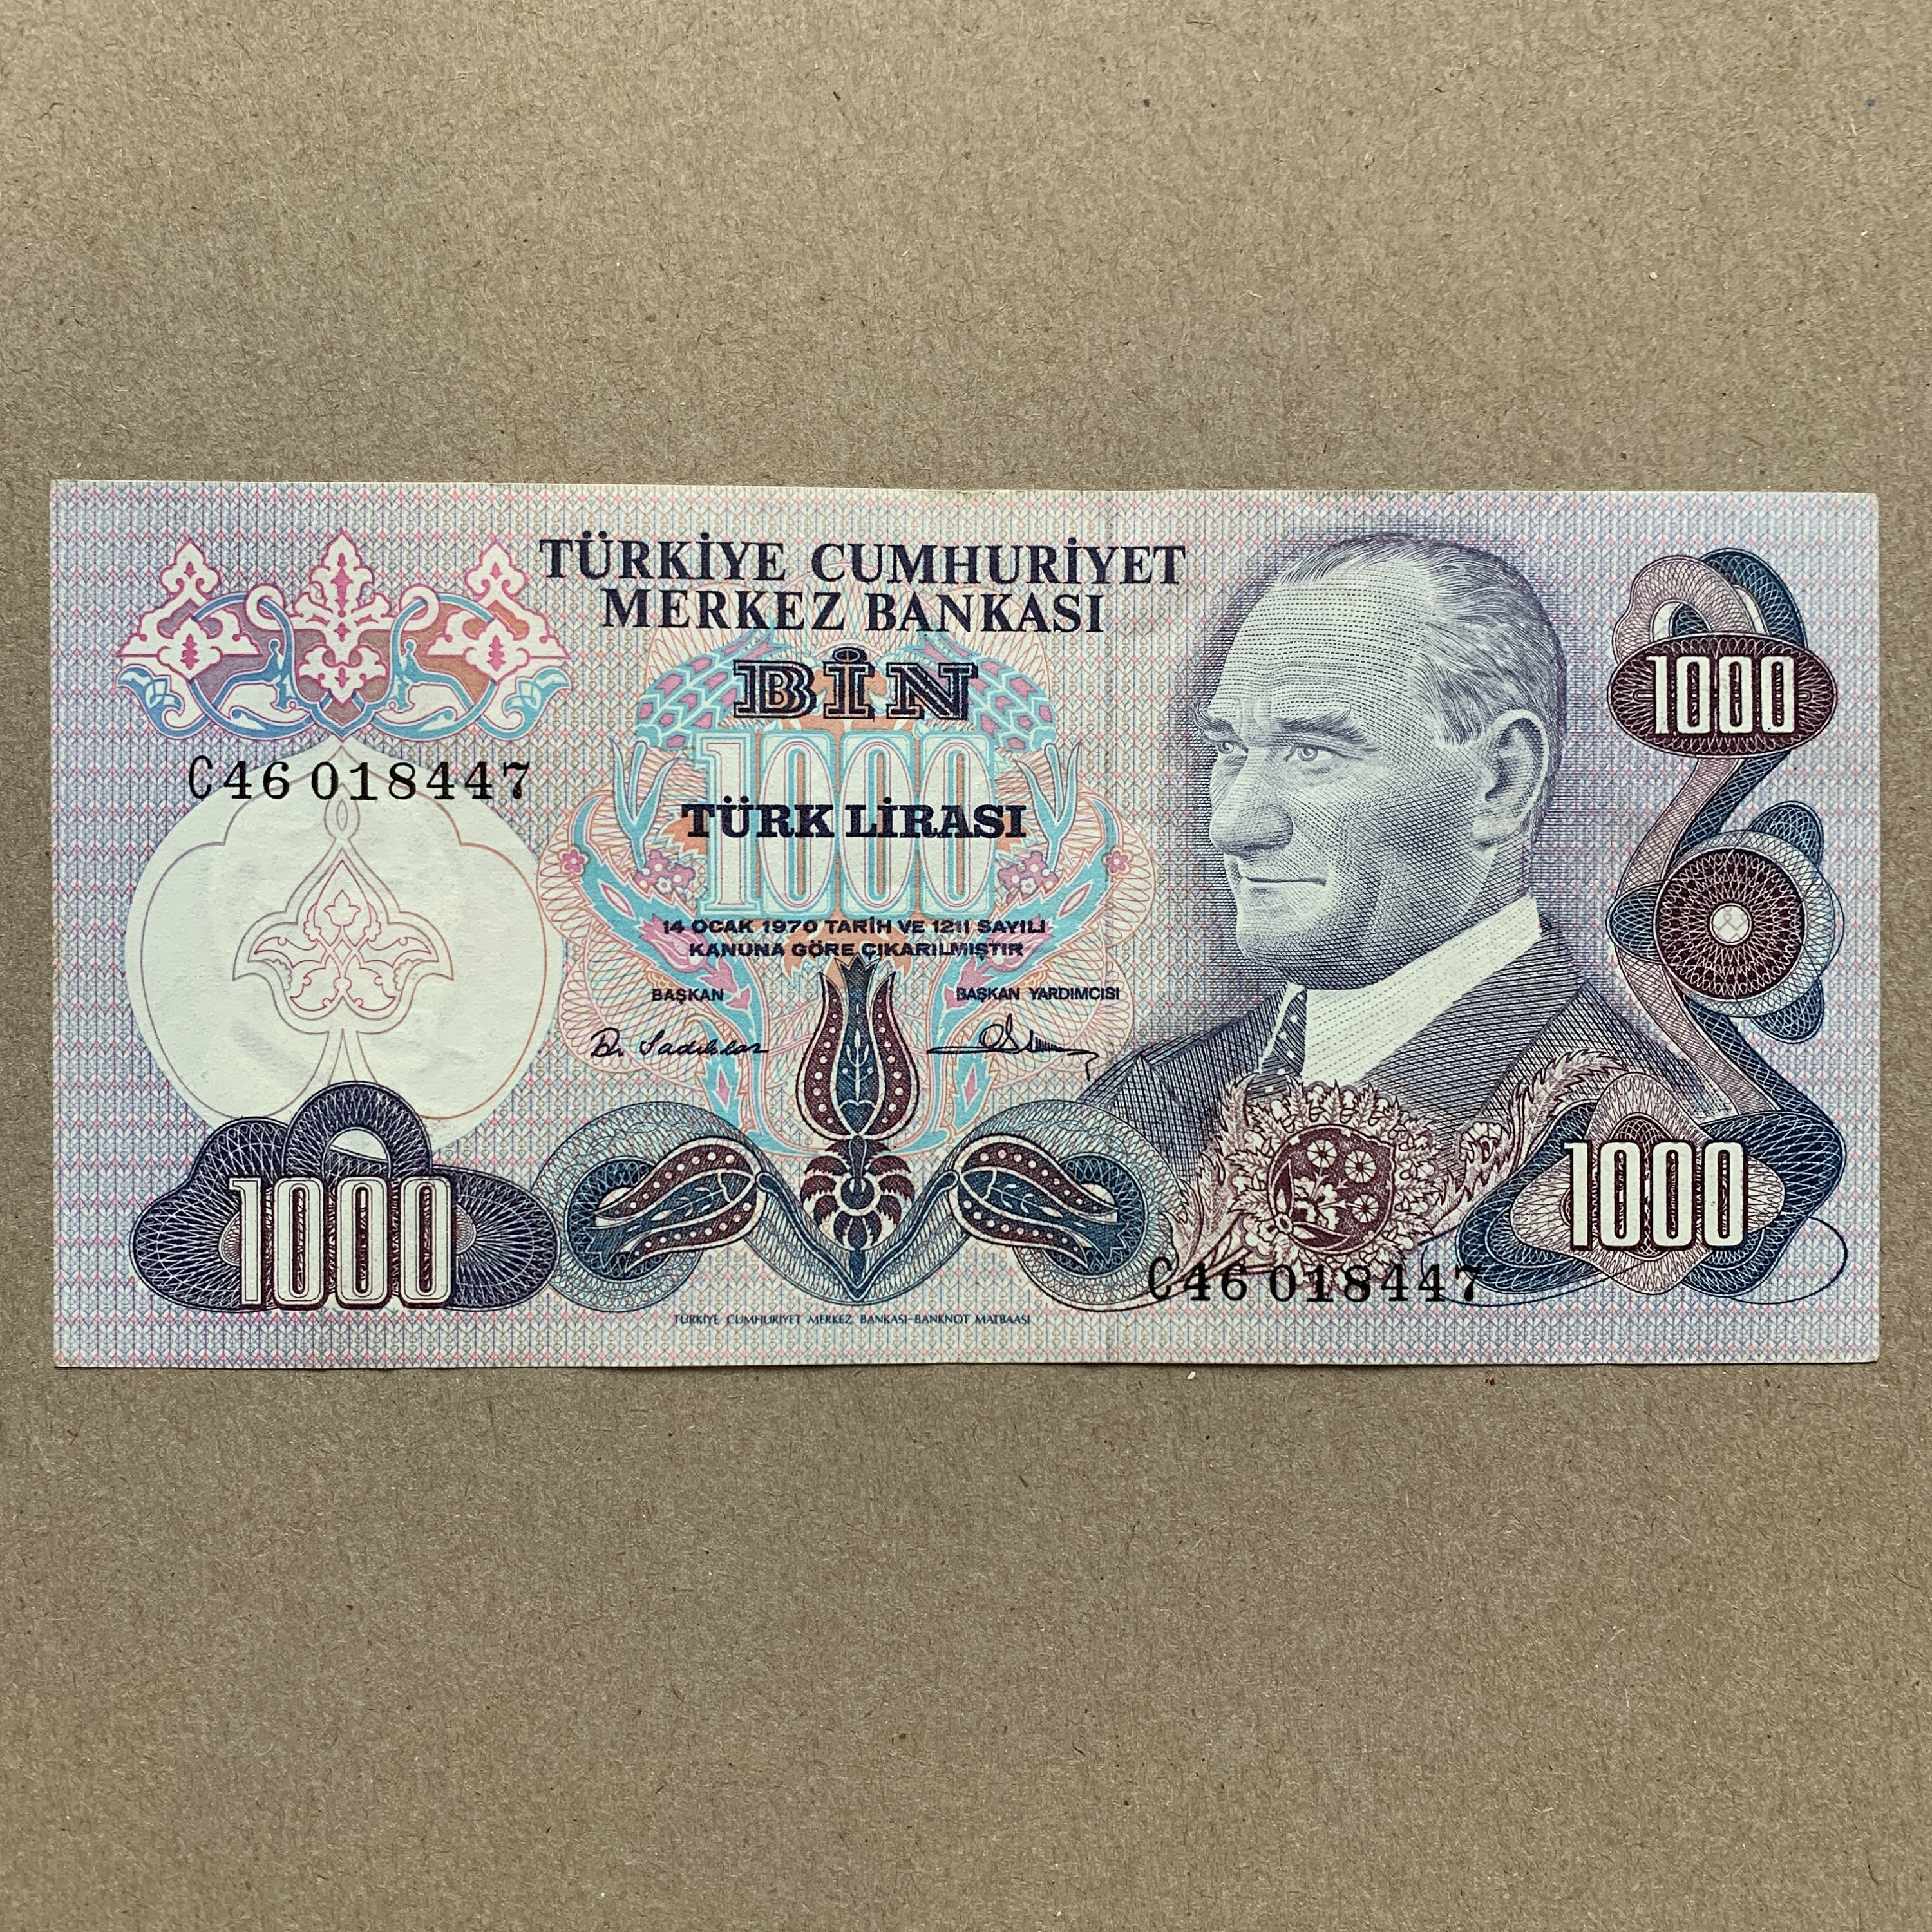 TÜRKİYE CUMHURİYET
MERKEZ BANKASI
BİN
1000
C46 018447
1000
TÜRK LİRASI
14 OCAK 1970 TARİH VE 1211 SAYILI
KANUNA GÖRE ÇIKARILMIŞTIR
BAŞKAN
BAŞKAN YARDIMCISI
1000
1000
C46 018447
TÜRKİYE CUMHURİYET MERKEZ BANKASI-BANKNOT MATBAASI